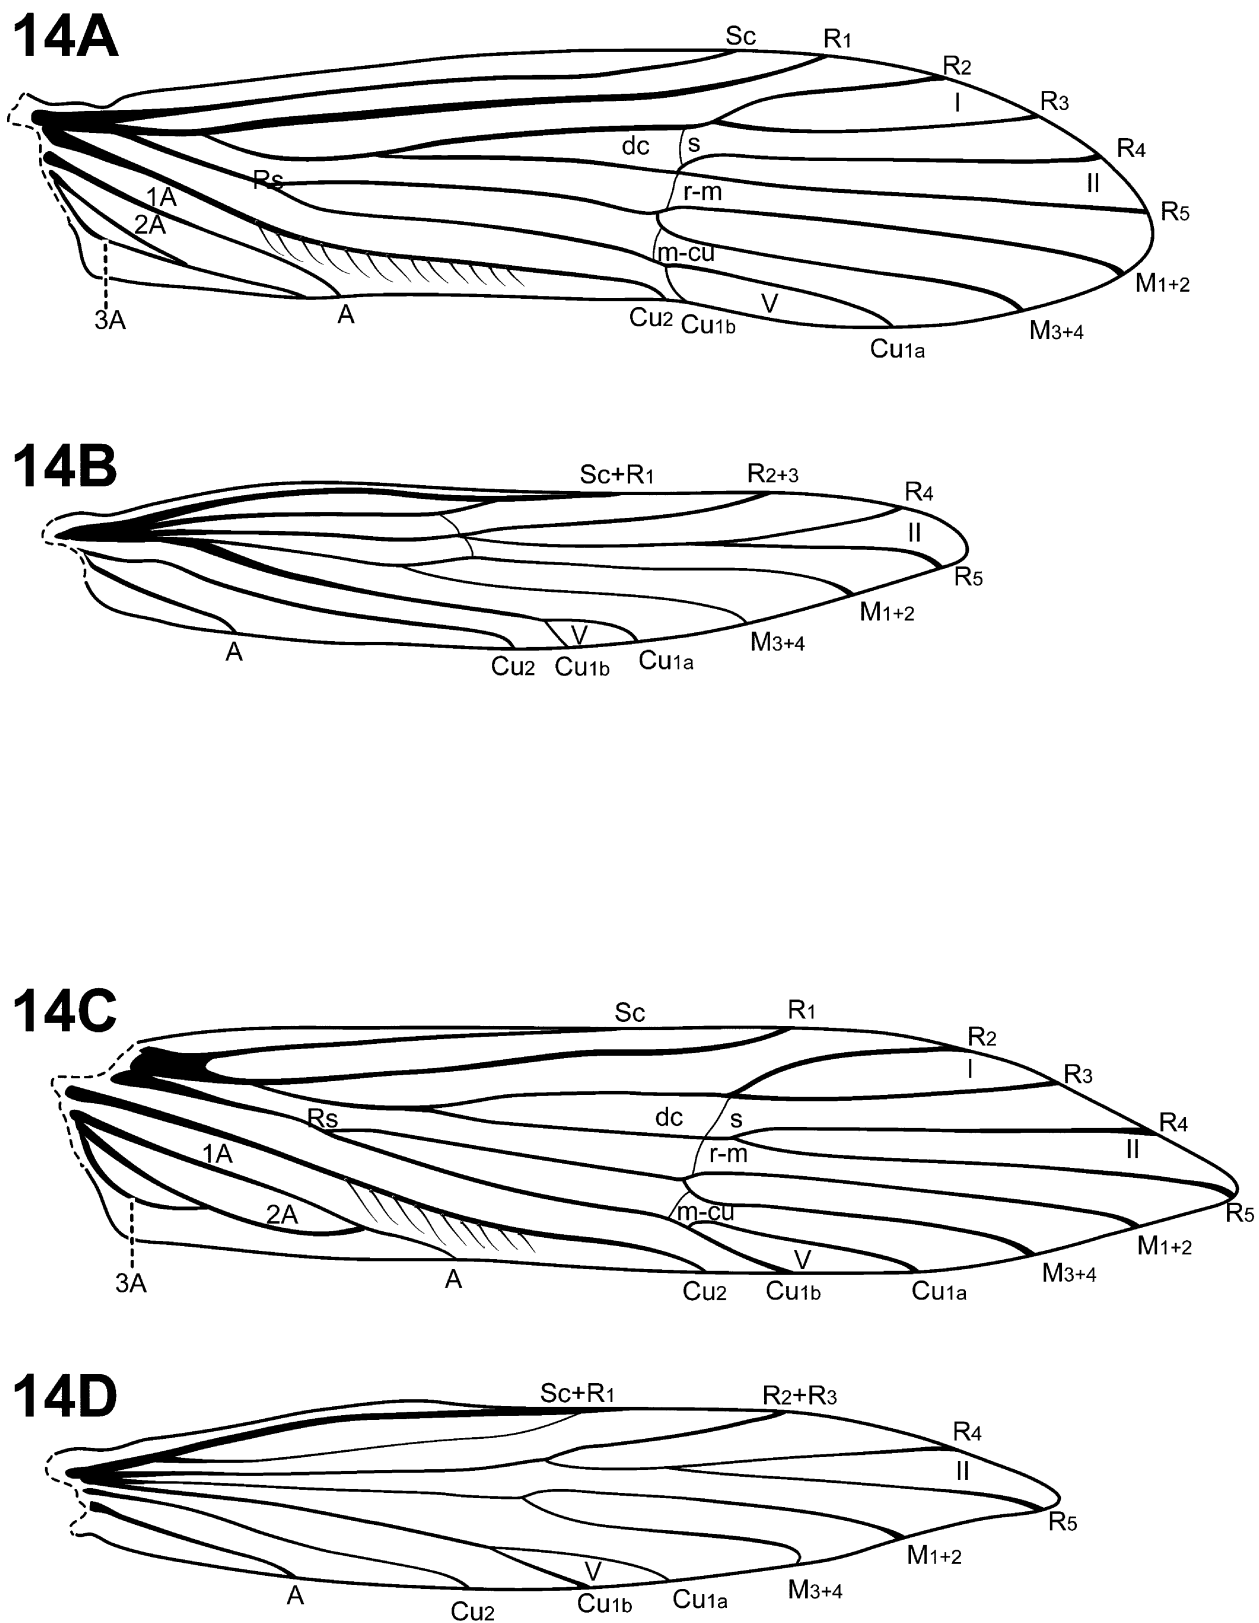 14A
Sc
R1
R2
I
R3
dc
s
R4
II
Rs
r-m
1A
R5
2A
m-cu
M1+2
3A
A
V
Cu2
Cu1b
M3+4
Cu1a
14B
Sc+R1
R2+3
R4
II
R5
M1+2
V
M3+4
A
Cu2
Cu1b
Cu1a
14C
Sc
R1
R2
I
R3
Rs
dc
s
R4
1A
r-m
II
2A
m-cu
R5
M1+2
3A
A
V
M3+4
Cu2
Cu1b
Cu1a
14D
Sc+R1
R2+R3
R4
II
R5
M1+2
V
M3+4
A
Cu2
Cu1b
Cu1a